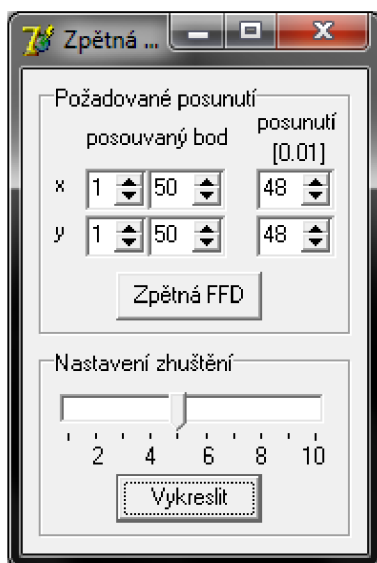 Zpětná ...
Požadované posunutí
posouvaný bod
posunutí
[0.01]
x 1 50 48
y 1 50 48
Zpětná FFD
Nastavení zhuštění
2 4 6 8 10
Vykreslit